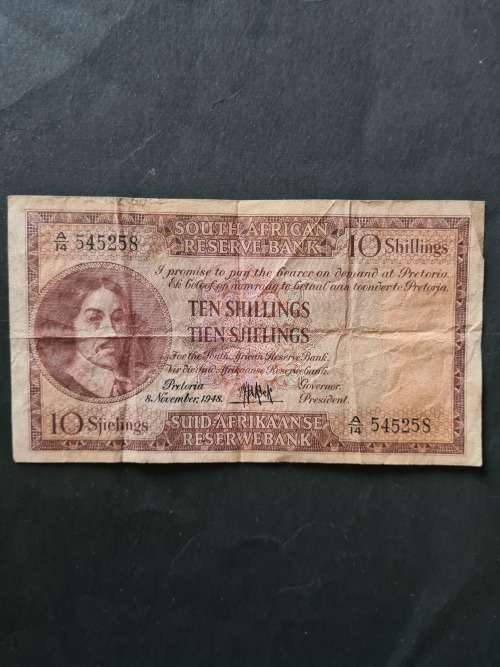 A/14 545258
SOUTH AFRICAN
RESERVE BANK
10 Shillings
I promise to pay the bearer on demand at Pretoria.
Ek beloof op aanvraag te betaal aan toonder te Pretoria.
TEN SHILLINGS
TIEN SJIELINGS
For the South African Reserve Bank.
Vir die Suid-Afrikaanse Reserwebank.
Pretoria
8. November, 1948.
Governor.
President.
10 Sjielings
SUID-AFRIKAANSE
RESERWEBANK
A/14 545258